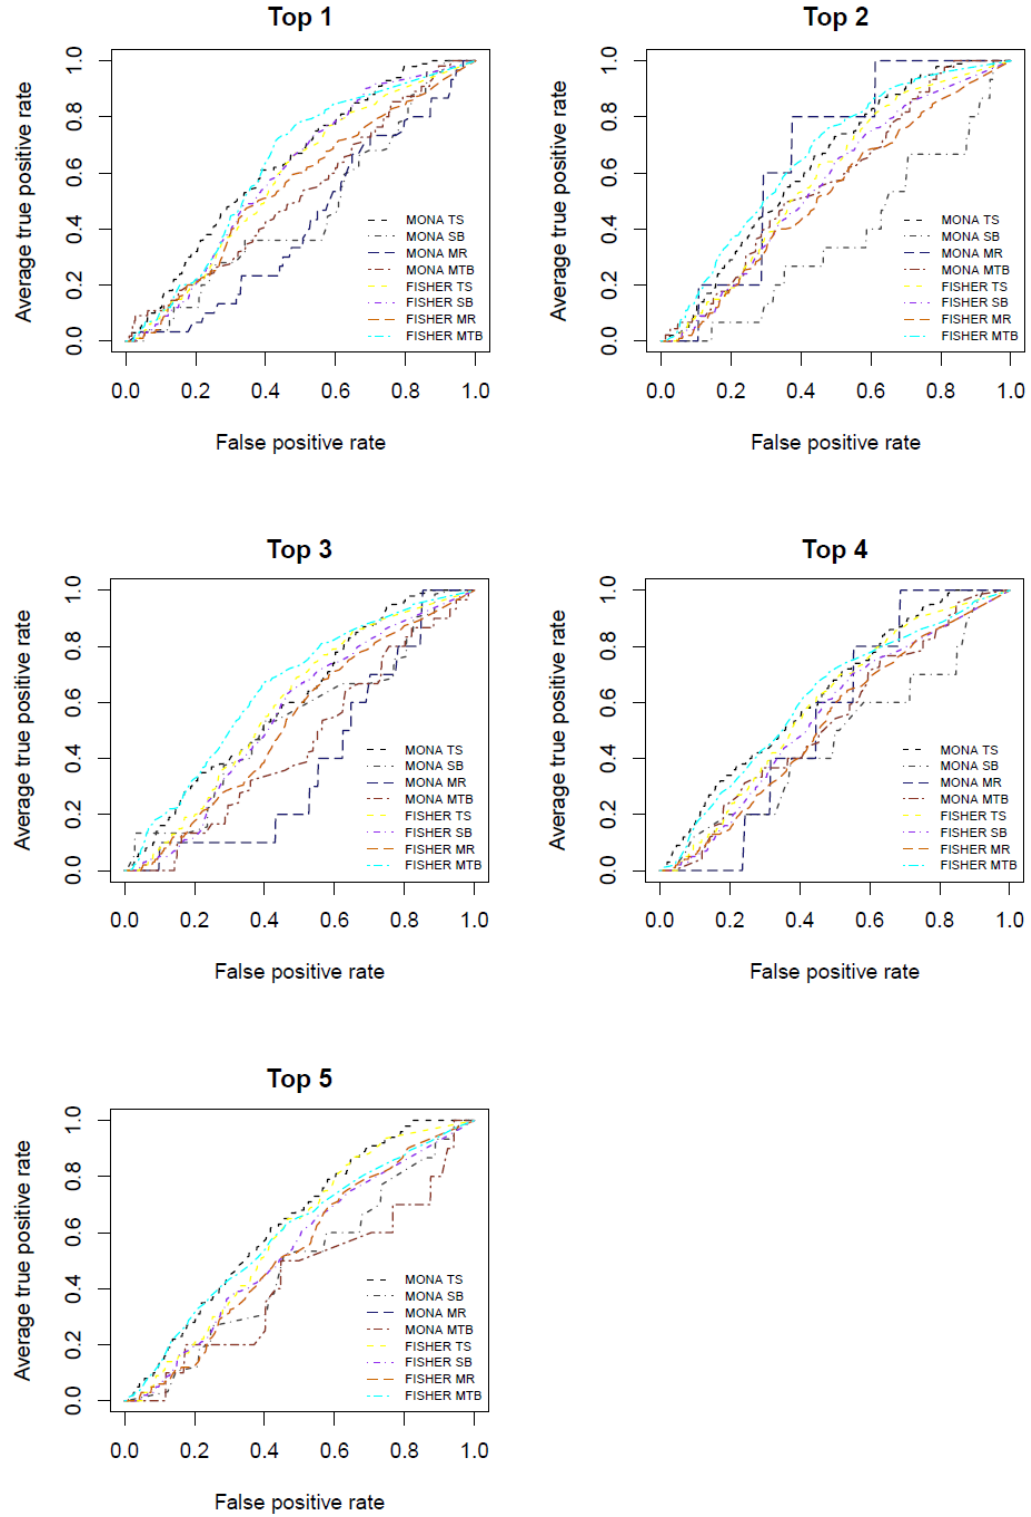 Top 1
Average true positive rate
1.0
0.8
0.6
0.4
0.2
0.0
MONA TS
MONA SB
MONA MR
MONA MTB
FISHER TS
FISHER SB
FISHER MR
FISHER MTB
0.0 0.2 0.4 0.6 0.8 1.0
False positive rate
Top 2
Average true positive rate
1.0
0.8
0.6
0.4
0.2
0.0
MONA TS
MONA SB
MONA MR
MONA MTB
FISHER TS
FISHER SB
FISHER MR
FISHER MTB
0.0 0.2 0.4 0.6 0.8 1.0
False positive rate
Top 3
Average true positive rate
1.0
0.8
0.6
0.4
0.2
0.0
MONA TS
MONA SB
MONA MR
MONA MTB
FISHER TS
FISHER SB
FISHER MR
FISHER MTB
0.0 0.2 0.4 0.6 0.8 1.0
False positive rate
Top 4
Average true positive rate
1.0
0.8
0.6
0.4
0.2
0.0
MONA TS
MONA SB
MONA MR
MONA MTB
FISHER TS
FISHER SB
FISHER MR
FISHER MTB
0.0 0.2 0.4 0.6 0.8 1.0
False positive rate
Top 5
Average true positive rate
1.0
0.8
0.6
0.4
0.2
0.0
MONA TS
MONA SB
MONA MR
MONA MTB
FISHER TS
FISHER SB
FISHER MR
FISHER MTB
0.0 0.2 0.4 0.6 0.8 1.0
False positive rate